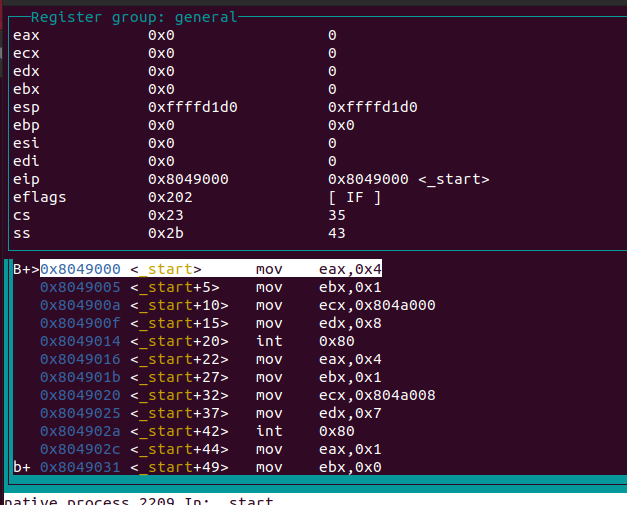 Register group: general
eax 0x0 0
ecx 0x0 0
edx 0x0 0
ebx 0x0 0
esp 0xffffd1d0 0xffffd1d0
ebp 0x0 0x0
esi 0x0 0
edi 0x0 0
eip 0x8049000 0x8049000 <_start>
eflags 0x202 [ IF ]
cs 0x23 35
ss 0x2b 43
B+>0x8049000 <_start> mov eax,0x4
0x8049005 <_start+5> mov ebx,0x1
0x804900a <_start+10> mov ecx,0x804a000
0x804900f <_start+15> mov edx,0x8
0x8049014 <_start+20> int 0x80
0x8049016 <_start+22> mov eax,0x4
0x804901b <_start+27> mov ebx,0x1
0x8049020 <_start+32> mov ecx,0x804a008
0x8049025 <_start+37> mov edx,0x7
0x804902a <_start+42> int 0x80
0x804902c <_start+44> mov eax,0x1
b+ 0x8049031 <_start+49> mov ebx,0x0
native process 2209 In: _start